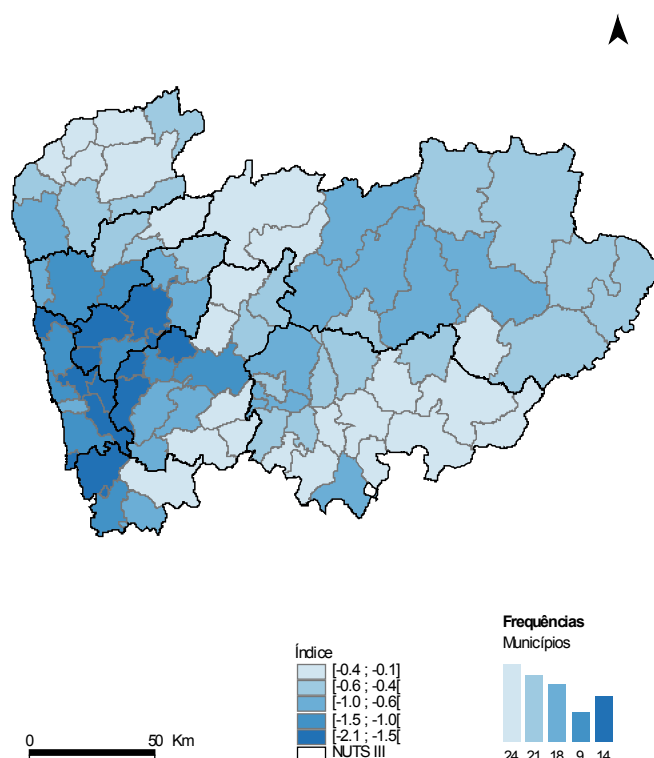 Frequências
Municípios
Índice
[-0.4 ; -0.1]
[-0.6 ; -0.4[
[-1.0 ; -0.6[
[-1.5 ; -1.0[
[-2.1 ; -1.5[
NUTS III
0 50 Km
24 21 18 9 14